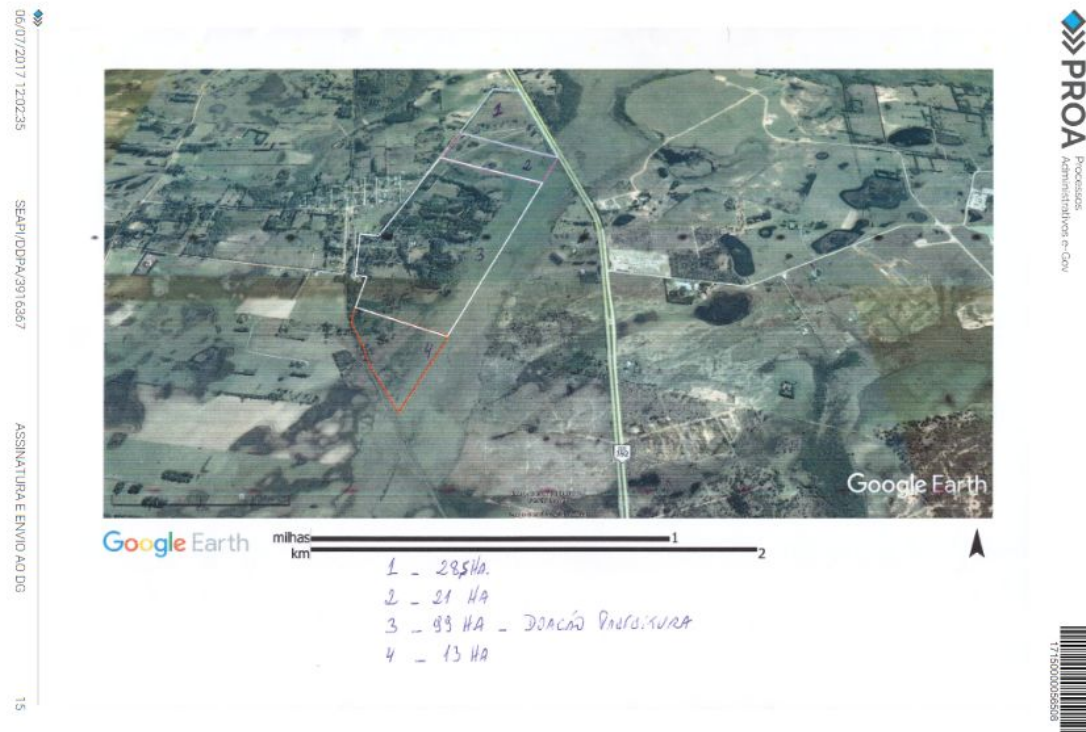 PROA
Processos
Administrativos e-Gov
1
2
3
4
Google Earth
Google Earth
milhas 1
km 2
1 - 28,5 HA.
2 - 21 HA
3 - 99 HA - DOAÇÃO PREFEITURA
4 - 13 HA
06/07/2017 12:02:35 SEAPI/DDPA/3916367 ASSINATURA E ENVIO AO DG 15